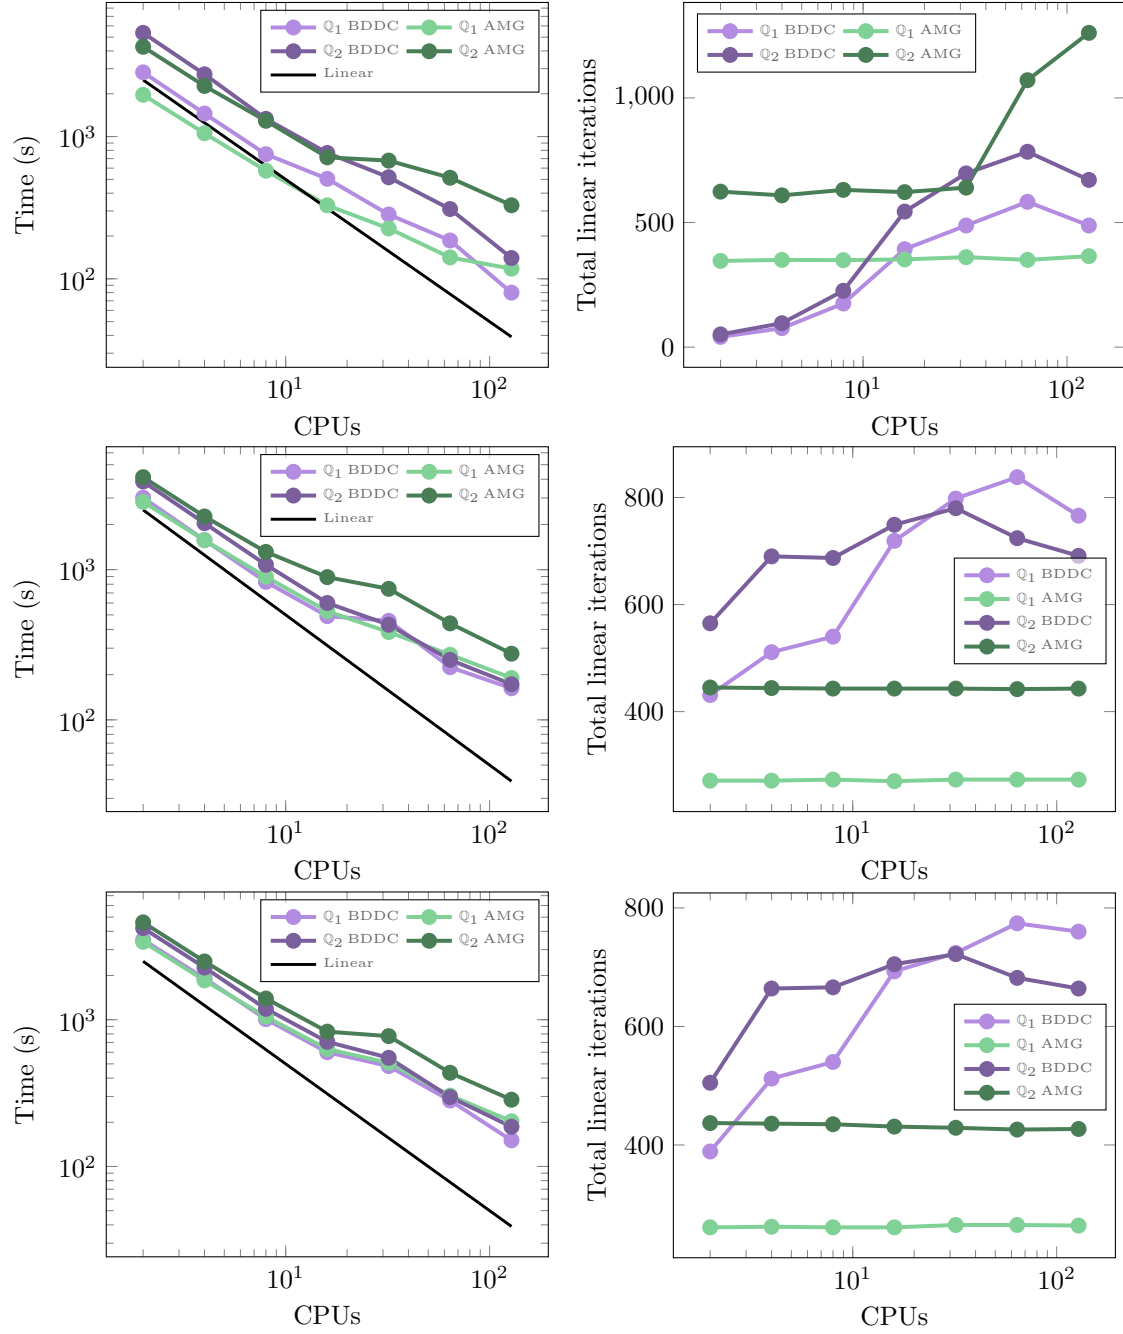 ℚ1 BDDC ℚ1 AMG
ℚ2 BDDC ℚ2 AMG
Linear
10^3
10^2
10^1 10^2
Time (s)
CPUs
ℚ1 BDDC ℚ1 AMG
ℚ2 BDDC ℚ2 AMG
1,000
500
0
10^1 10^2
Total linear iterations
CPUs
ℚ1 BDDC ℚ1 AMG
ℚ2 BDDC ℚ2 AMG
Linear
10^3
10^2
10^1 10^2
Time (s)
CPUs
800
600
400
ℚ1 BDDC
ℚ1 AMG
ℚ2 BDDC
ℚ2 AMG
10^1 10^2
Total linear iterations
CPUs
ℚ1 BDDC ℚ1 AMG
ℚ2 BDDC ℚ2 AMG
Linear
10^3
10^2
10^1 10^2
Time (s)
CPUs
800
600
400
ℚ1 BDDC
ℚ1 AMG
ℚ2 BDDC
ℚ2 AMG
10^1 10^2
Total linear iterations
CPUs